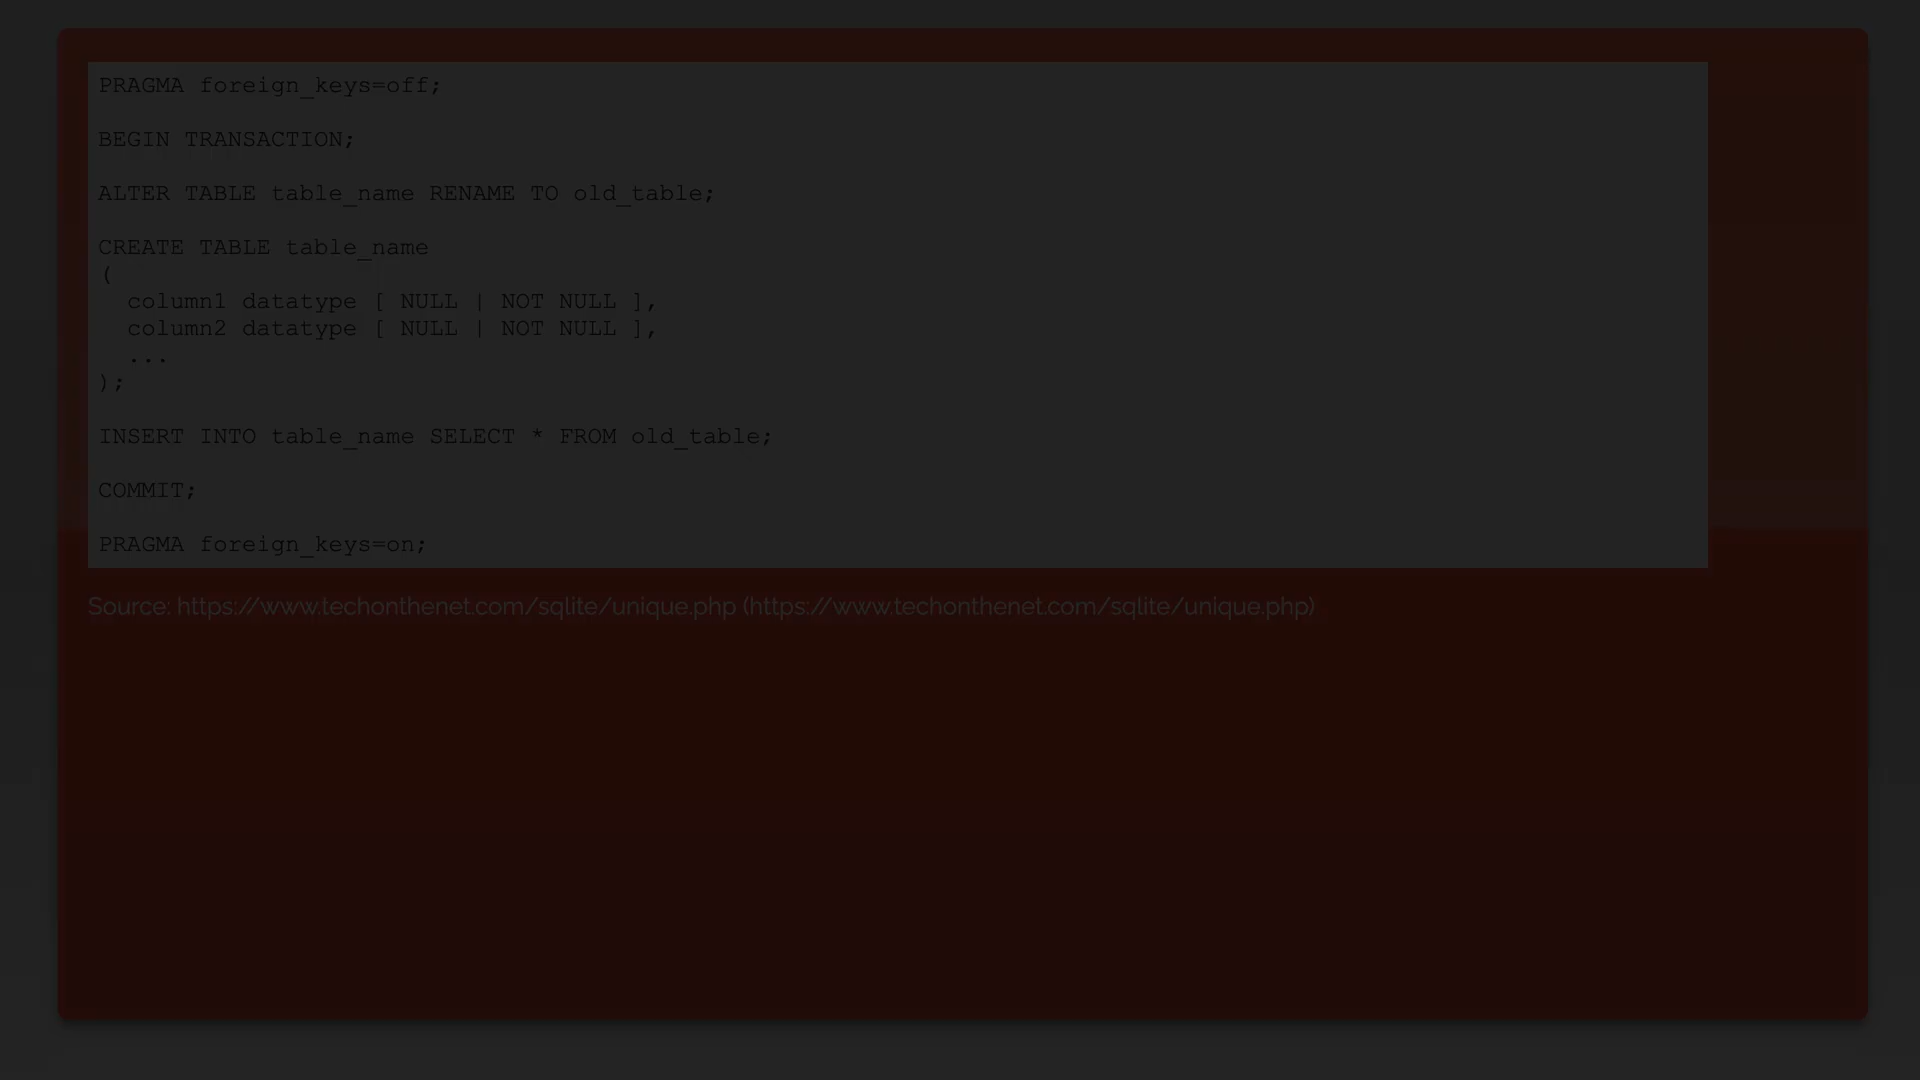 PRAGMA foreign_keys=off;
BEGIN TRANSACTION;
ALTER TABLE table_name RENAME TO old_table;
CREATE TABLE table_name
(
  column1 datatype [ NULL | NOT NULL ],
  column2 datatype [ NULL | NOT NULL ],
  ...
);
INSERT INTO table_name SELECT * FROM old_table;
COMMIT;
PRAGMA foreign_keys=on;
Source: https://www.techonthenet.com/sqlite/unique.php (https://www.techonthenet.com/sqlite/unique.php)